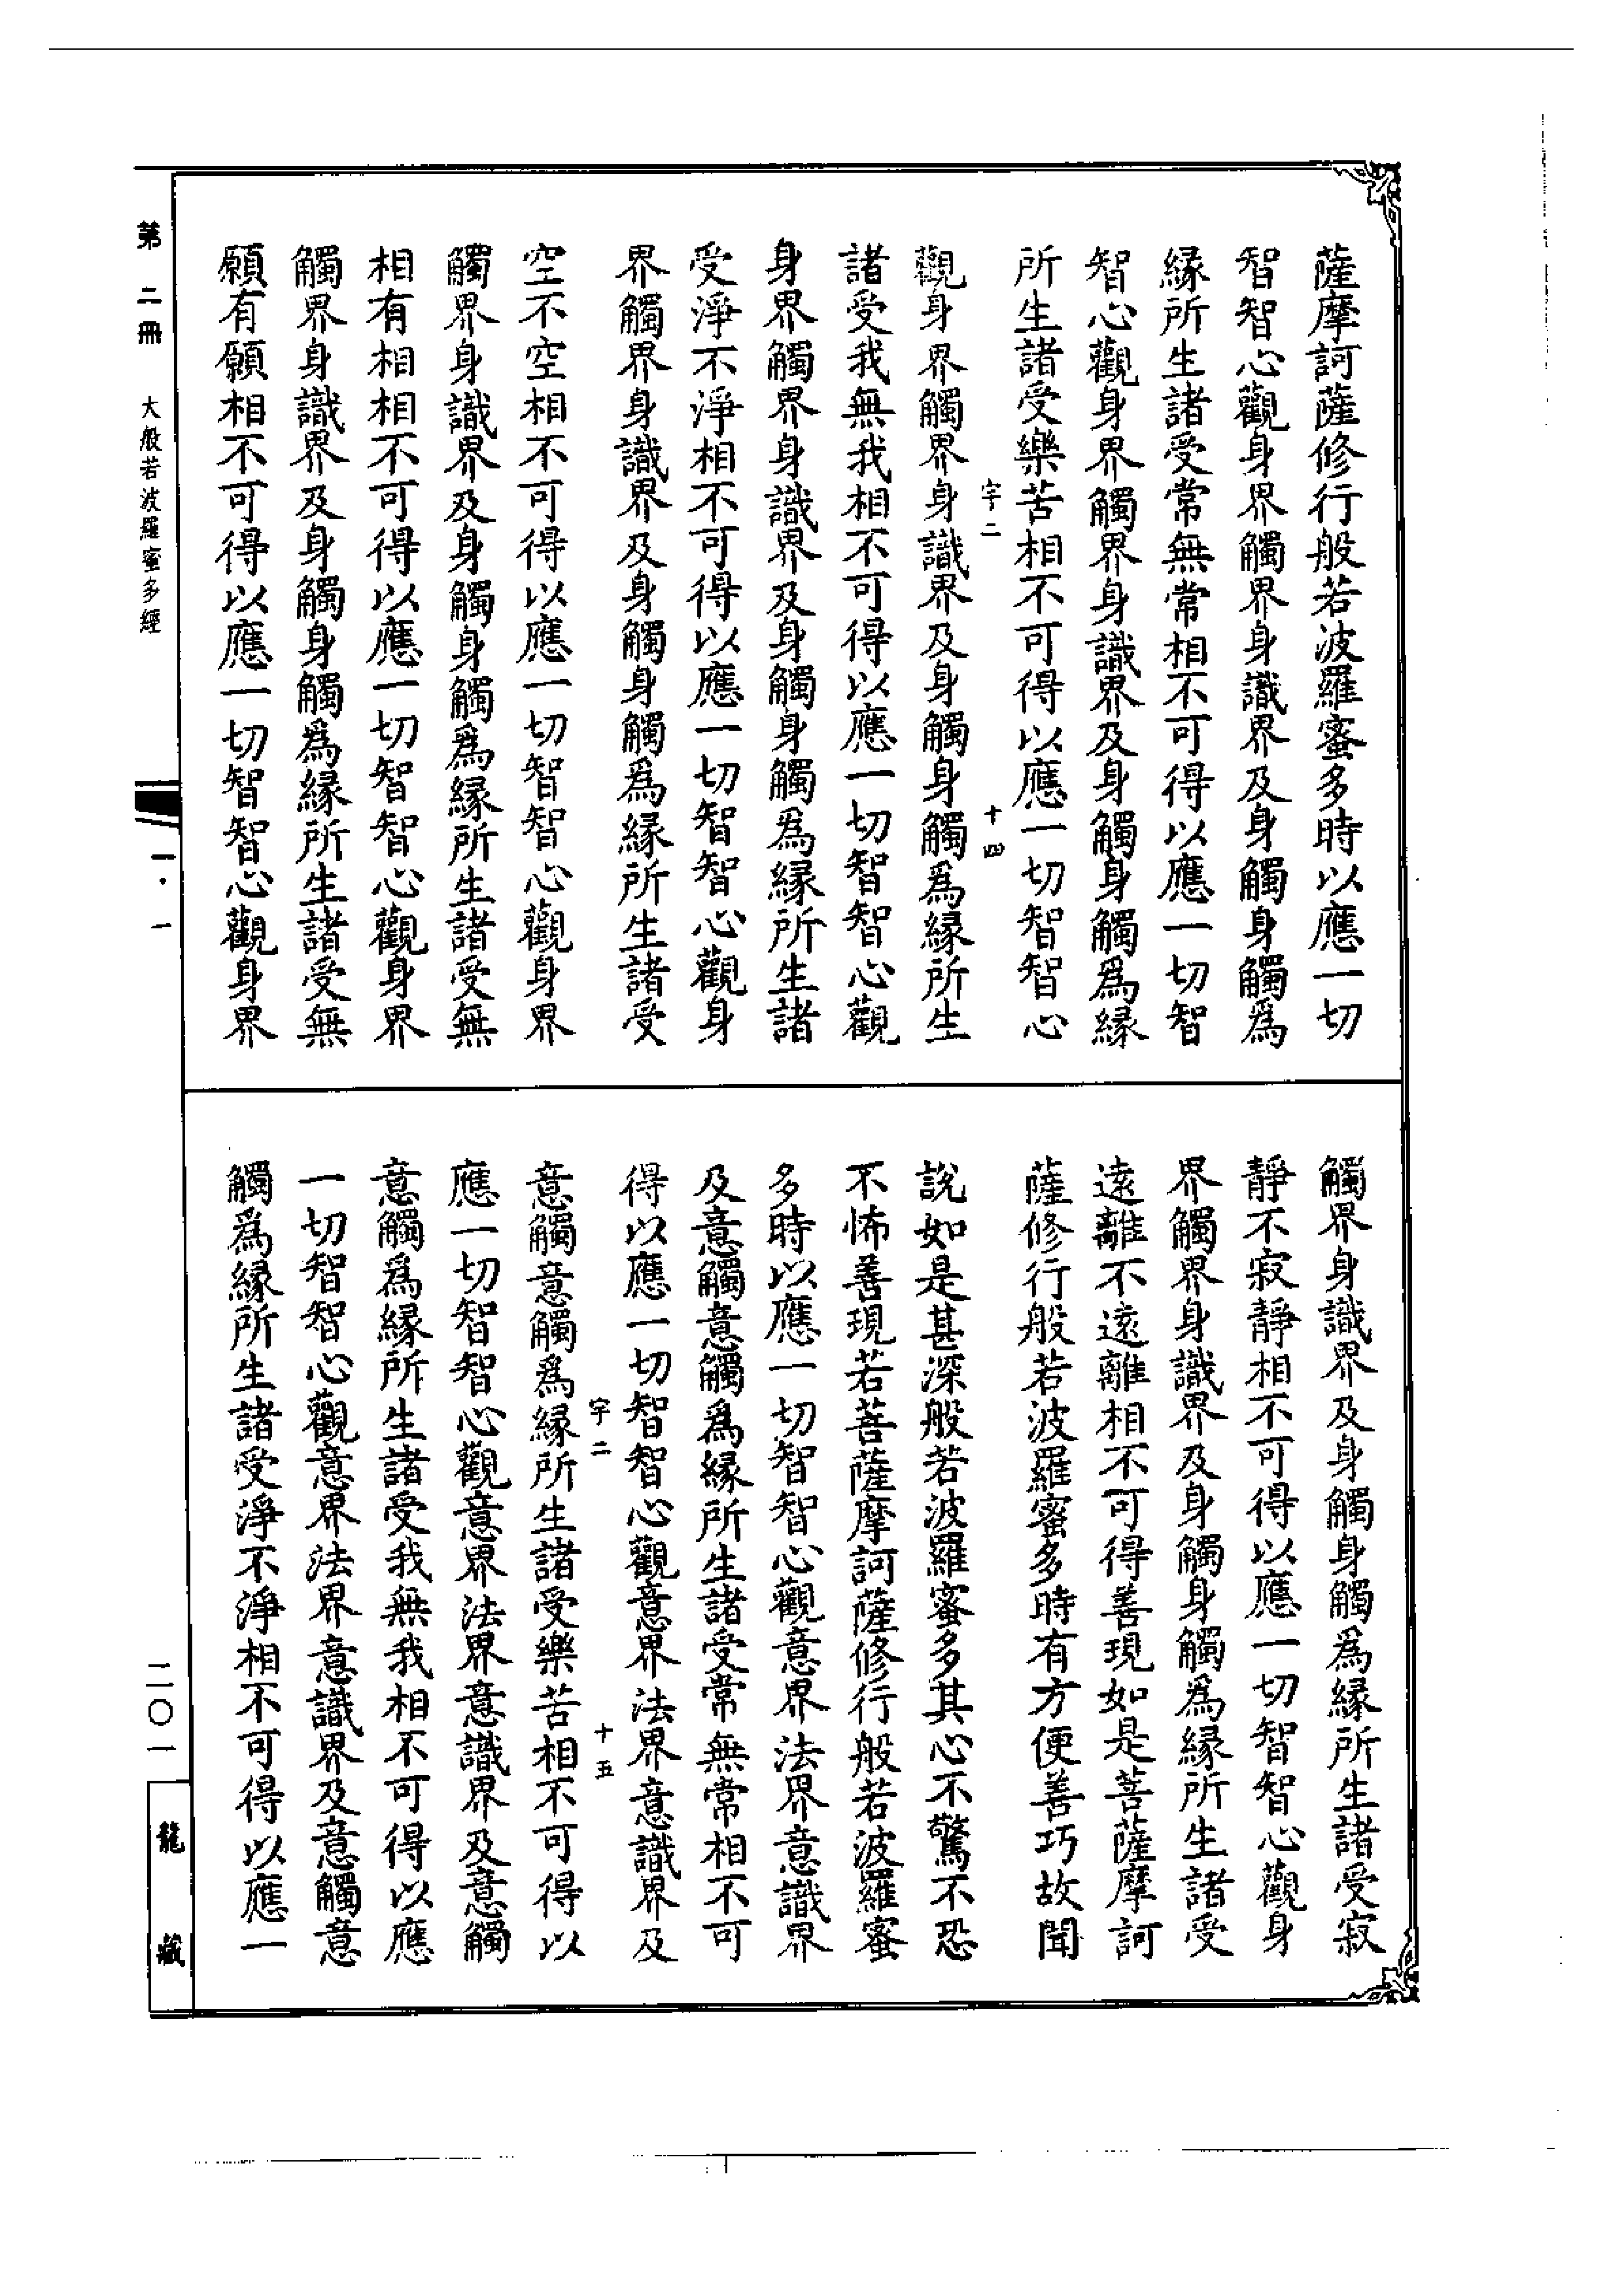 薩摩訶薩修行般若波羅蜜多時以應一切
智智心觀身界觸界身識界及身觸身觸爲
縁所生諸受常無常相不可得以應一切智
智心觀身界觸界身識界及身觸身觸爲縁
所生諸受樂苦相不可得以應一切智智心
字二 十四
觀身界觸界身識界及身觸身觸爲縁所生
諸受我無我相不可得以應一切智智心觀
身界觸界身識界及身觸身觸爲縁所生諸
受淨不淨相不可得以應一切智智心觀身
界觸界身識界及身觸身觸爲縁所生諸受
空不空相不可得以應一切智智心觀身界
觸界身識界及身觸身觸爲縁所生諸受無
相有相相不可得以應一切智智心觀身界
觸界身識界及身觸身觸爲縁所生諸受無
願有願相不可得以應一切智智心觀身界
觸界身識界及身觸身觸爲縁所生諸受寂
靜不寂靜相不可得以應一切智智心觀身
界觸界身識界及身觸身觸爲縁所生諸受
遠離不遠離相不可得善現如是菩薩摩訶
薩修行般若波羅蜜多時有方便善巧故聞
說如是甚深般若波羅蜜多其心不驚不恐
不怖善現若菩薩摩訶薩修行般若波羅蜜
多時以應一切智智心觀意界法界意識界
及意觸意觸爲縁所生諸受常無常相不可
得以應一切智智心觀意界法界意識界及
字二 十五
意觸意觸爲縁所生諸受樂苦相不可得以
應一切智智心觀意界法界意識界及意觸
意觸爲縁所生諸受我無我相不可得以應
一切智智心觀意界法界意識界及意觸意
觸爲縁所生諸受淨不淨相不可得以應一
第二冊 大般若波羅蜜多經 一·一 二〇一 龍藏